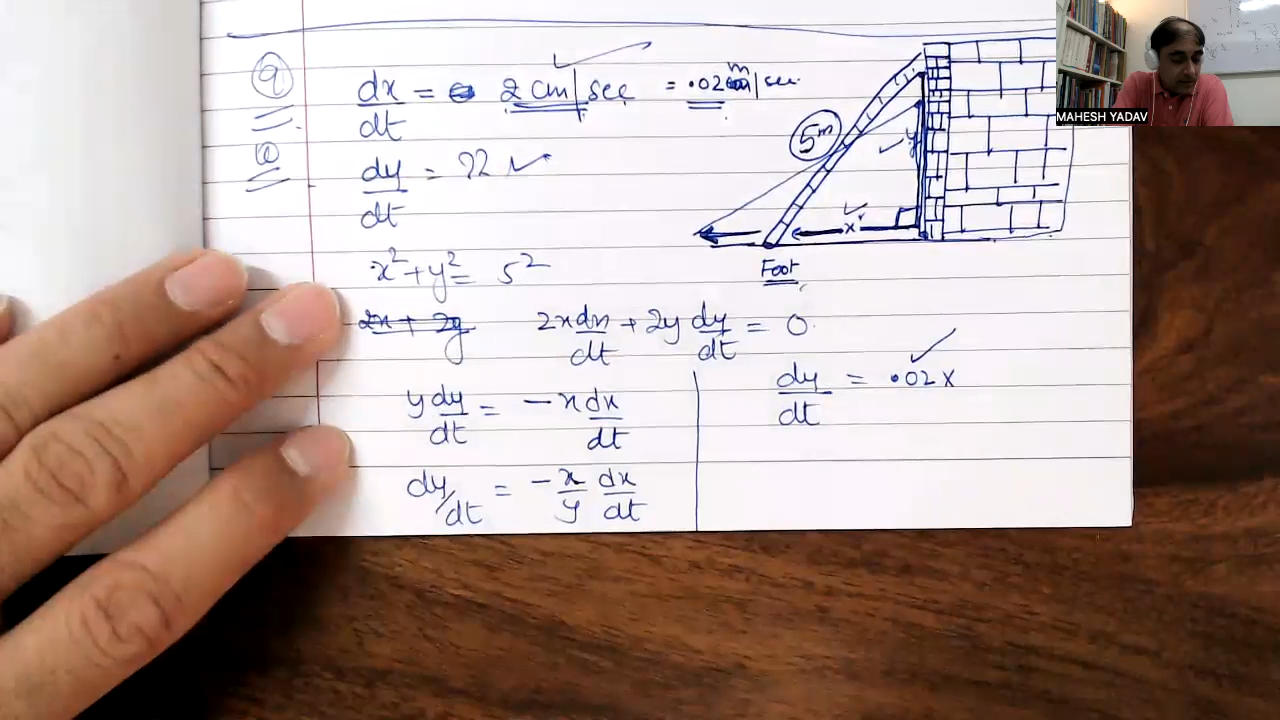 9
dx/dt = 2 cm/sec = .02 m/sec
10
dy/dt = ?? ✓
5m
y
x
Foot
x² + y² = 5²
2x + 2y 2x dx/dt + 2y dy/dt = 0
y dy/dt = -x dx/dt
dy/dt = .02 x
dy/dt = -x/y dx/dt
MAHESH YADAV